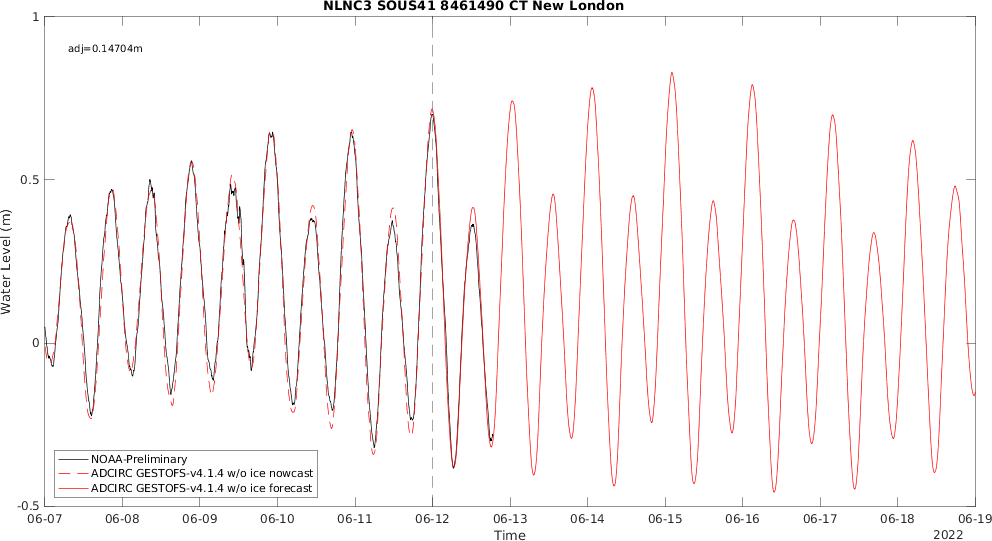 NLNC3 SOUS41 8461490 CT New London
adj=0.14704m
1
0.5
0
-0.5
Water Level (m)
NOAA-Preliminary
ADCIRC GESTOFS-v4.1.4 w/o ice nowcast
ADCIRC GESTOFS-v4.1.4 w/o ice forecast
06-07 06-08 06-09 06-10 06-11 06-12 06-13 06-14 06-15 06-16 06-17 06-18 06-19
Time
2022